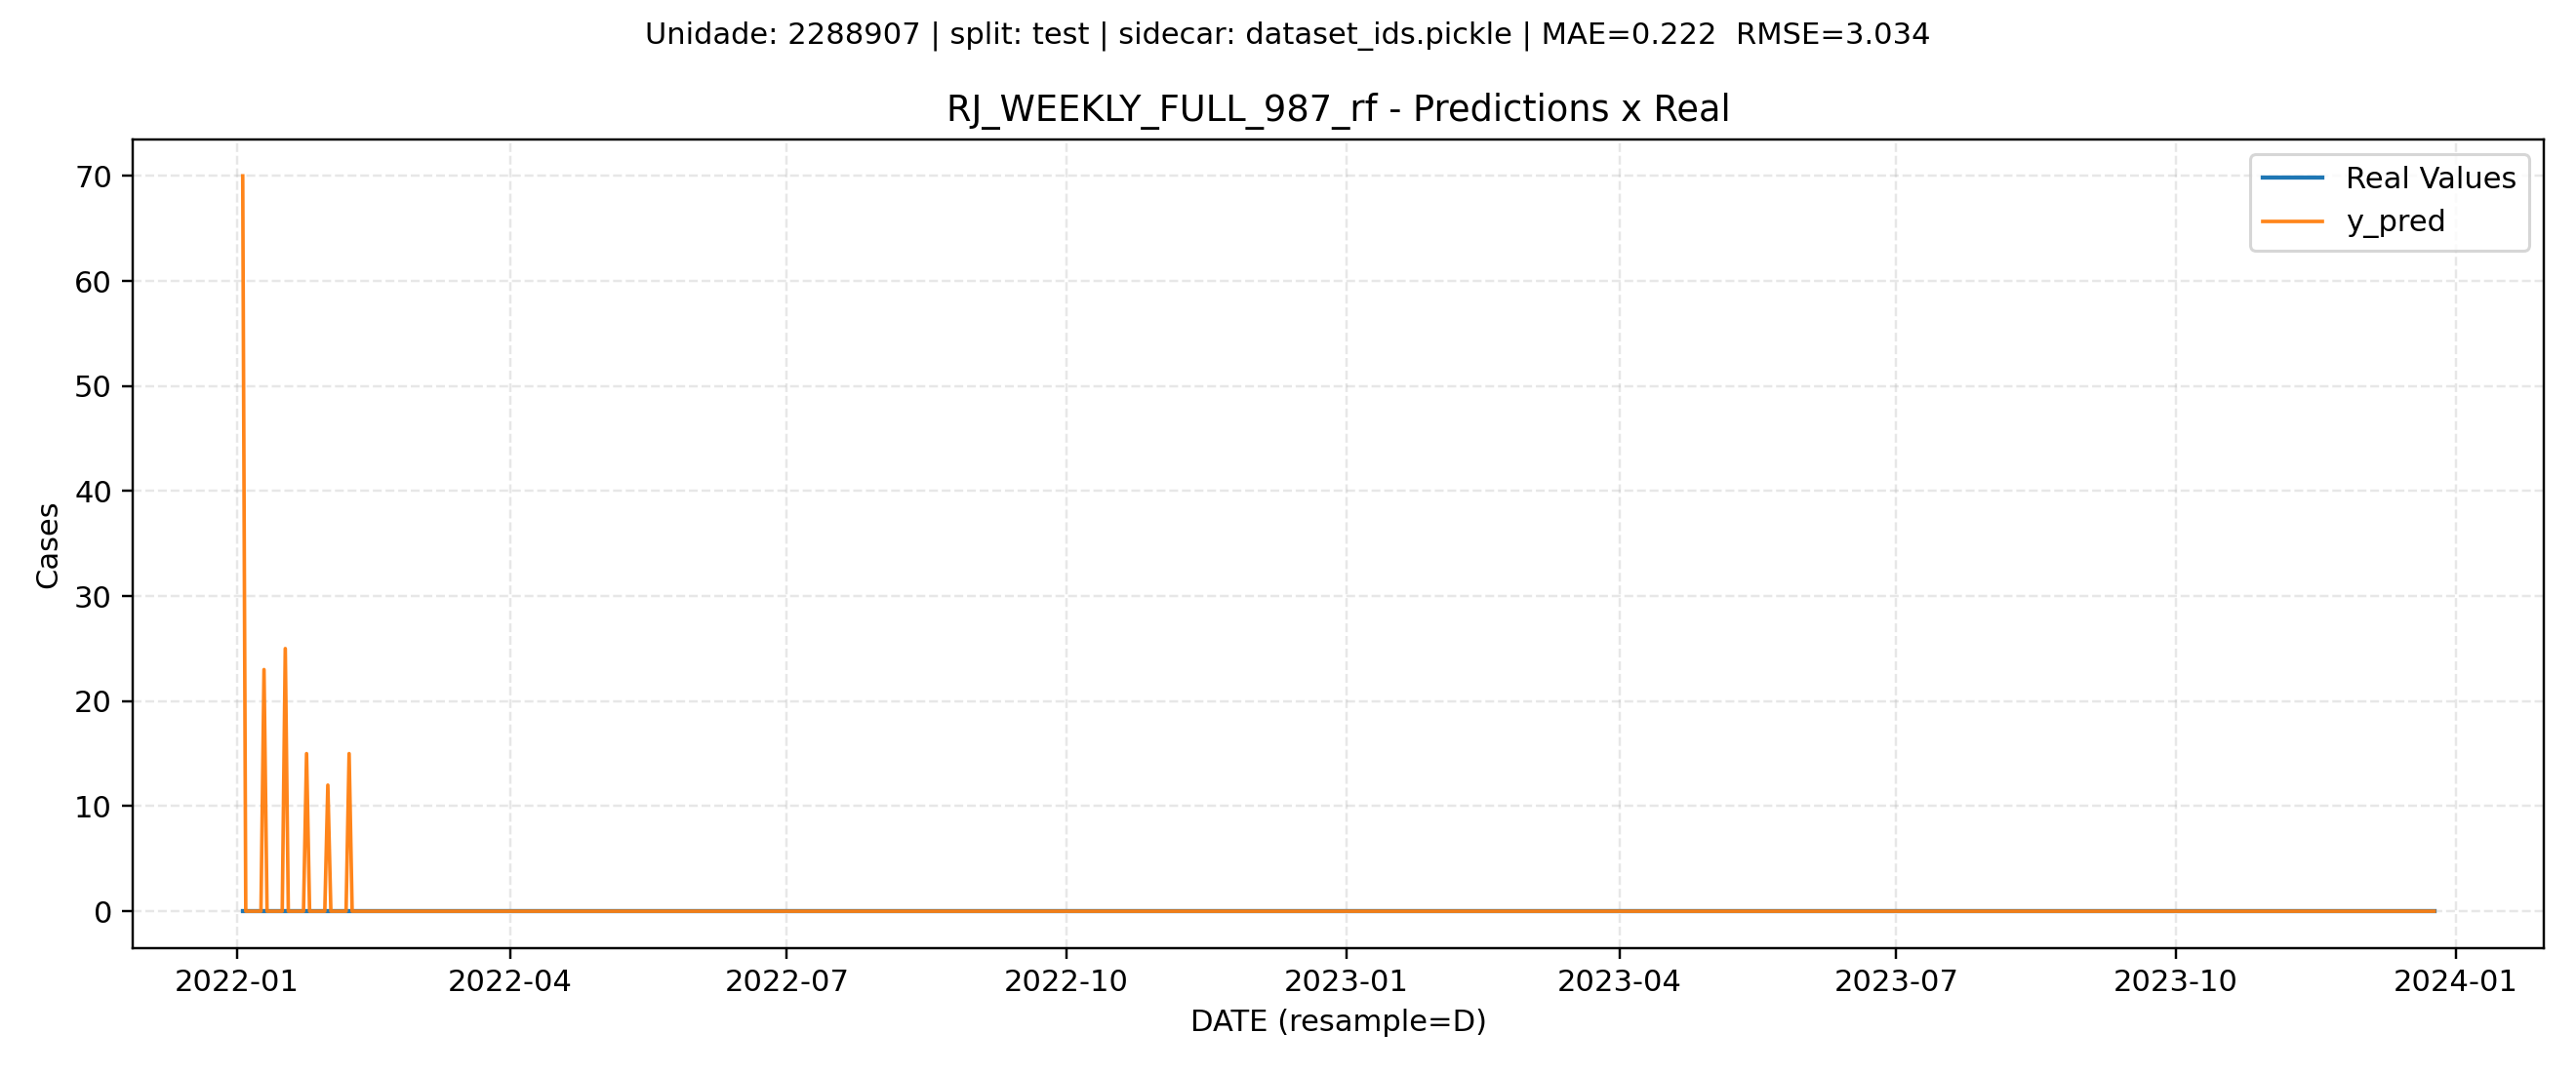 Unidade: 2288907 | split: test | sidecar: dataset_ids.pickle | MAE=0.222  RMSE=3.034
RJ_WEEKLY_FULL_987_rf - Predictions x Real
Real Values
y_pred
70
60
50
40
30
20
10
0
Cases
2022-01
2022-04
2022-07
2022-10
2023-01
2023-04
2023-07
2023-10
2024-01
DATE (resample=D)